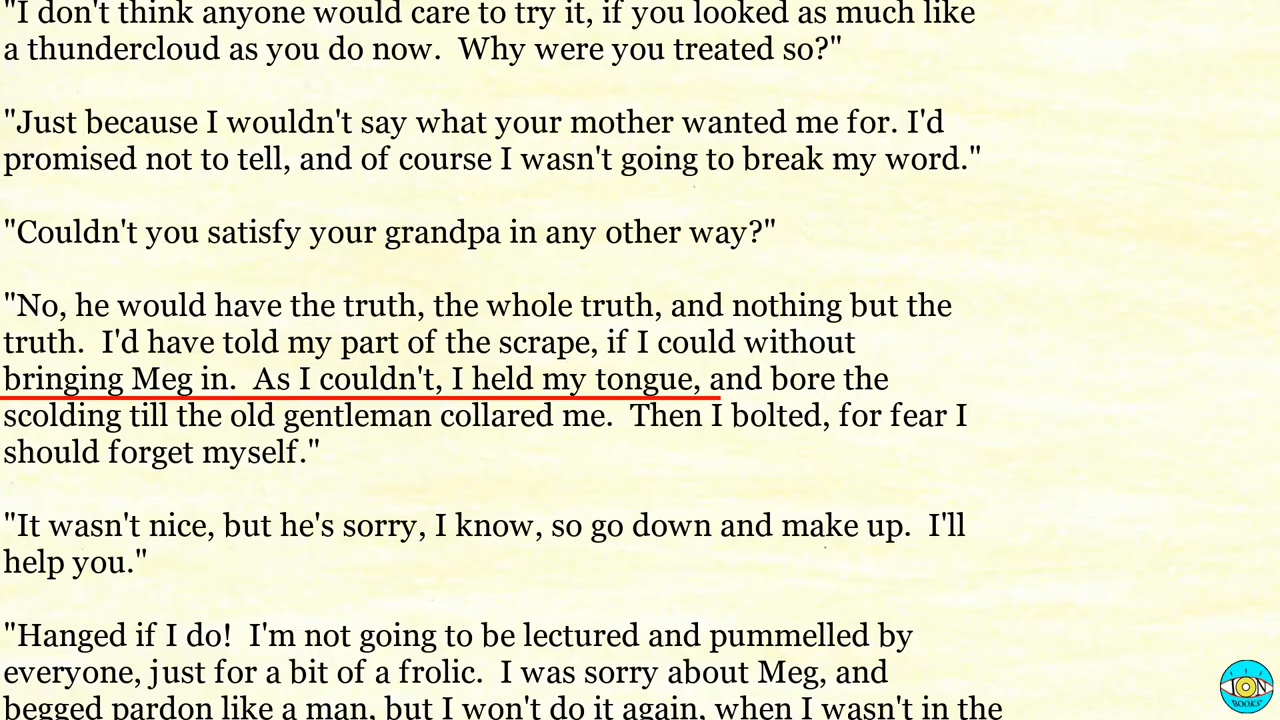 "I don't think anyone would care to try it, if you looked as much like
a thundercloud as you do now.  Why were you treated so?"
"Just because I wouldn't say what your mother wanted me for. I'd
promised not to tell, and of course I wasn't going to break my word."
"Couldn't you satisfy your grandpa in any other way?"
"No, he would have the truth, the whole truth, and nothing but the
truth.  I'd have told my part of the scrape, if I could without
bringing Meg in.  As I couldn't, I held my tongue, and bore the
scolding till the old gentleman collared me.  Then I bolted, for fear I
should forget myself."
"It wasn't nice, but he's sorry, I know, so go down and make up.  I'll
help you."
"Hanged if I do!  I'm not going to be lectured and pummelled by
everyone, just for a bit of a frolic.  I was sorry about Meg, and
begged pardon like a man, but I won't do it again, when I wasn't in the
ION
BOOKS